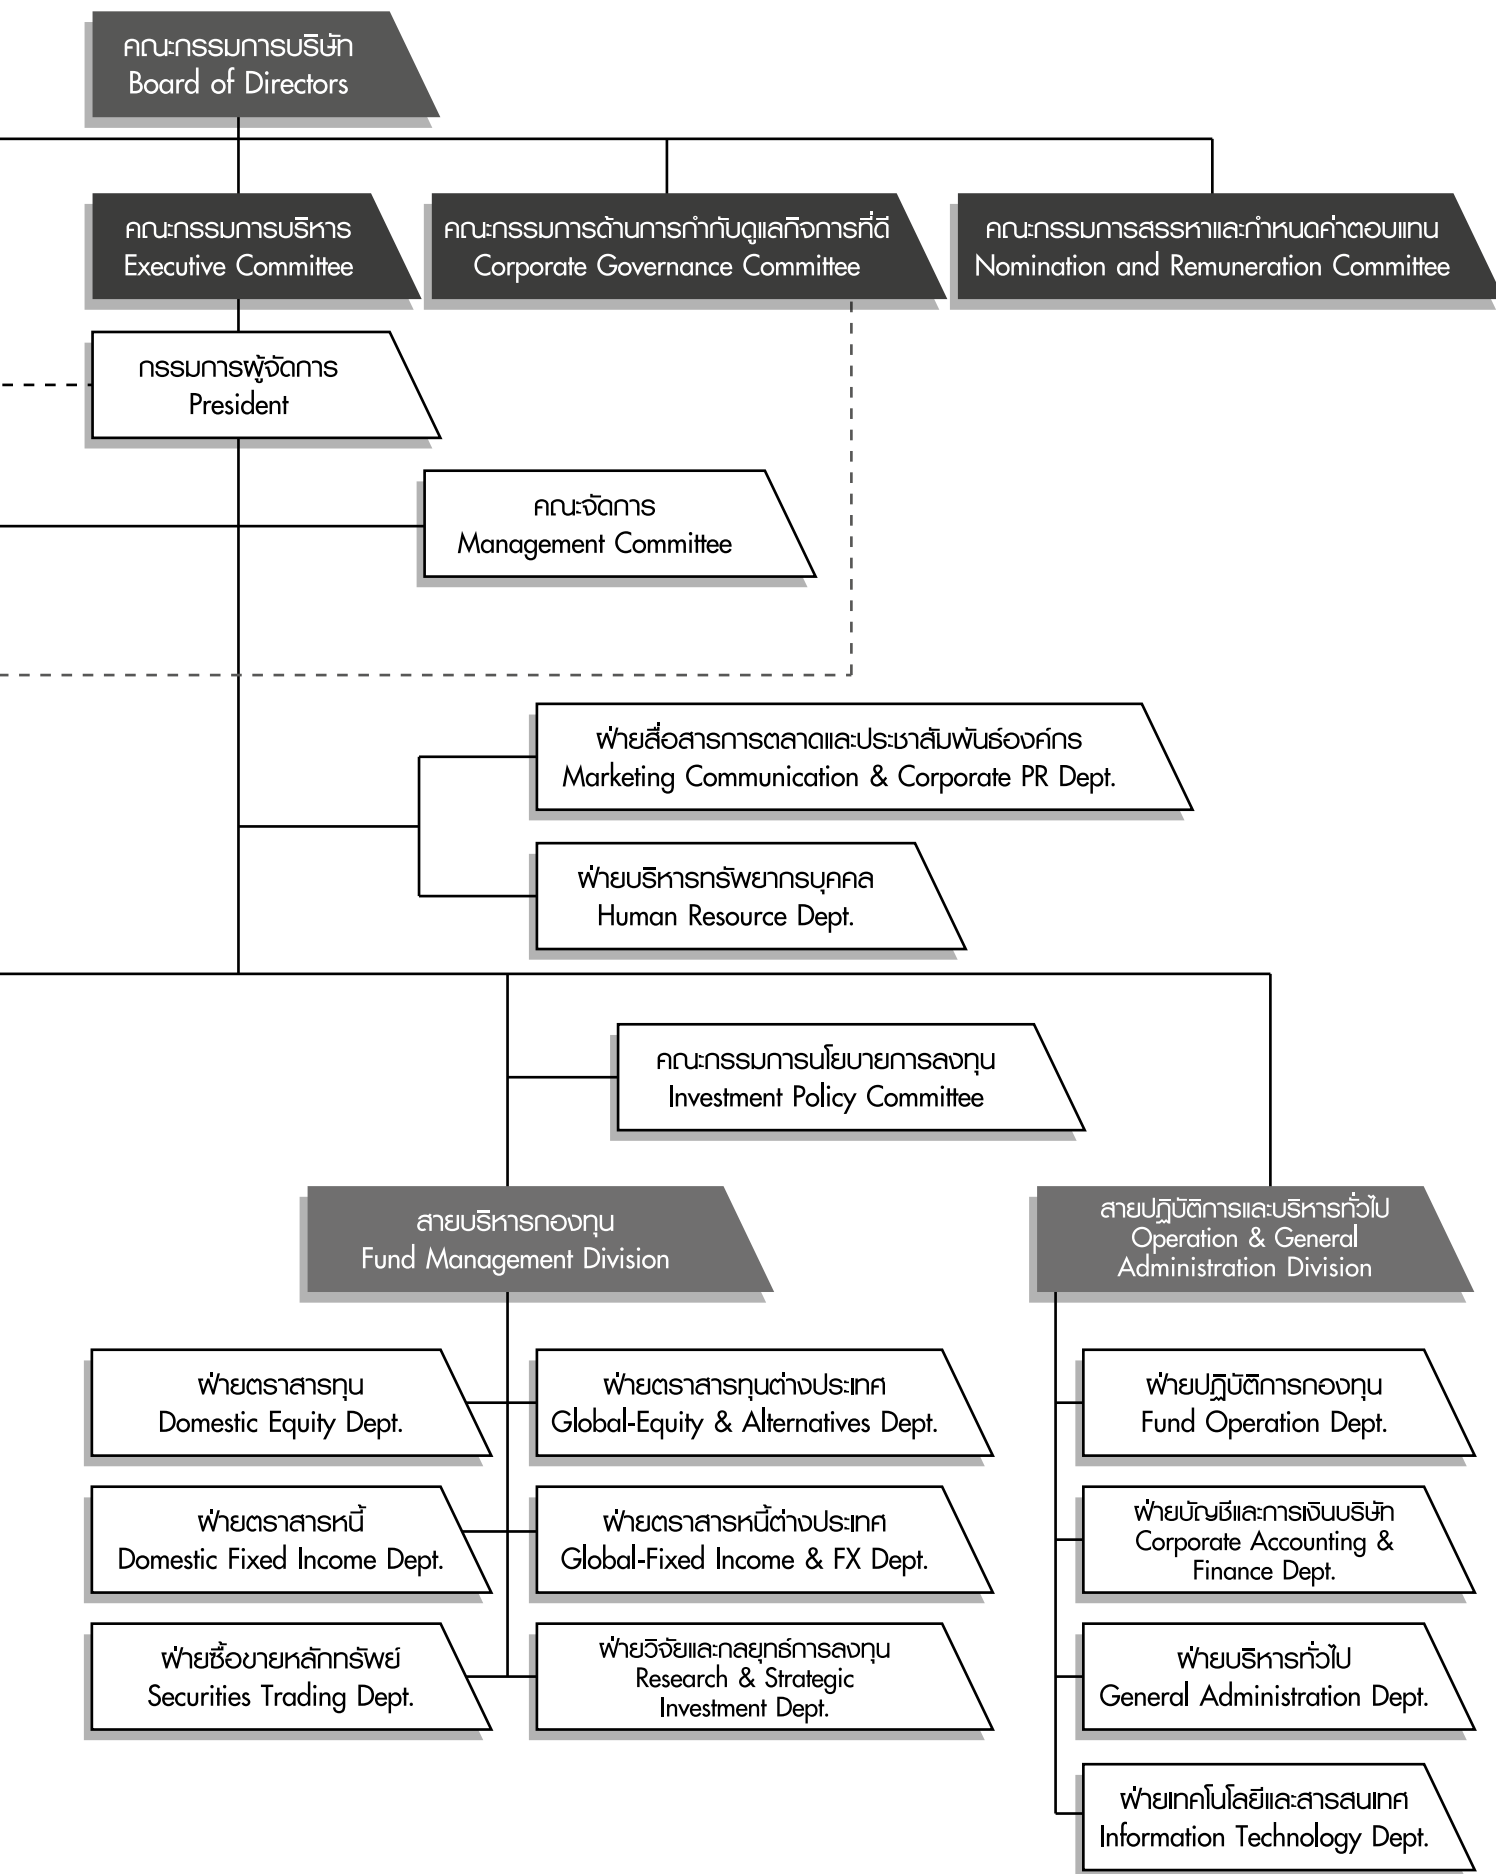 คณะกรรมการบริษัท
Board of Directors
คณะกรรมการบริหาร
Executive Committee
คณะกรรมการด้านการกำกับดูแลกิจการที่ดี
Corporate Governance Committee
คณะกรรมการสรรหาและกำหนดค่าตอบแทน
Nomination and Remuneration Committee
กรรมการผู้จัดการ
President
คณะจัดการ
Management Committee
ฝ่ายสื่อสารการตลาดและประชาสัมพันธ์องค์กร
Marketing Communication & Corporate PR Dept.
ฝ่ายบริหารทรัพยากรบุคคล
Human Resource Dept.
คณะกรรมการนโยบายการลงทุน
Investment Policy Committee
สายบริหารกองทุน
Fund Management Division
สายปฏิบัติการและบริหารทั่วไป
Operation & General
Administration Division
ฝ่ายตราสารทุน
Domestic Equity Dept.
ฝ่ายตราสารทุนต่างประเทศ
Global-Equity & Alternatives Dept.
ฝ่ายปฏิบัติการกองทุน
Fund Operation Dept.
ฝ่ายตราสารหนี้
Domestic Fixed Income Dept.
ฝ่ายตราสารหนี้ต่างประเทศ
Global-Fixed Income & FX Dept.
ฝ่ายบัญชีและการเงินบริษัท
Corporate Accounting &
Finance Dept.
ฝ่ายซื้อขายหลักทรัพย์
Securities Trading Dept.
ฝ่ายวิจัยและกลยุทธ์การลงทุน
Research & Strategic
Investment Dept.
ฝ่ายบริหารทั่วไป
General Administration Dept.
ฝ่ายเทคโนโลยีและสารสนเทศ
Information Technology Dept.